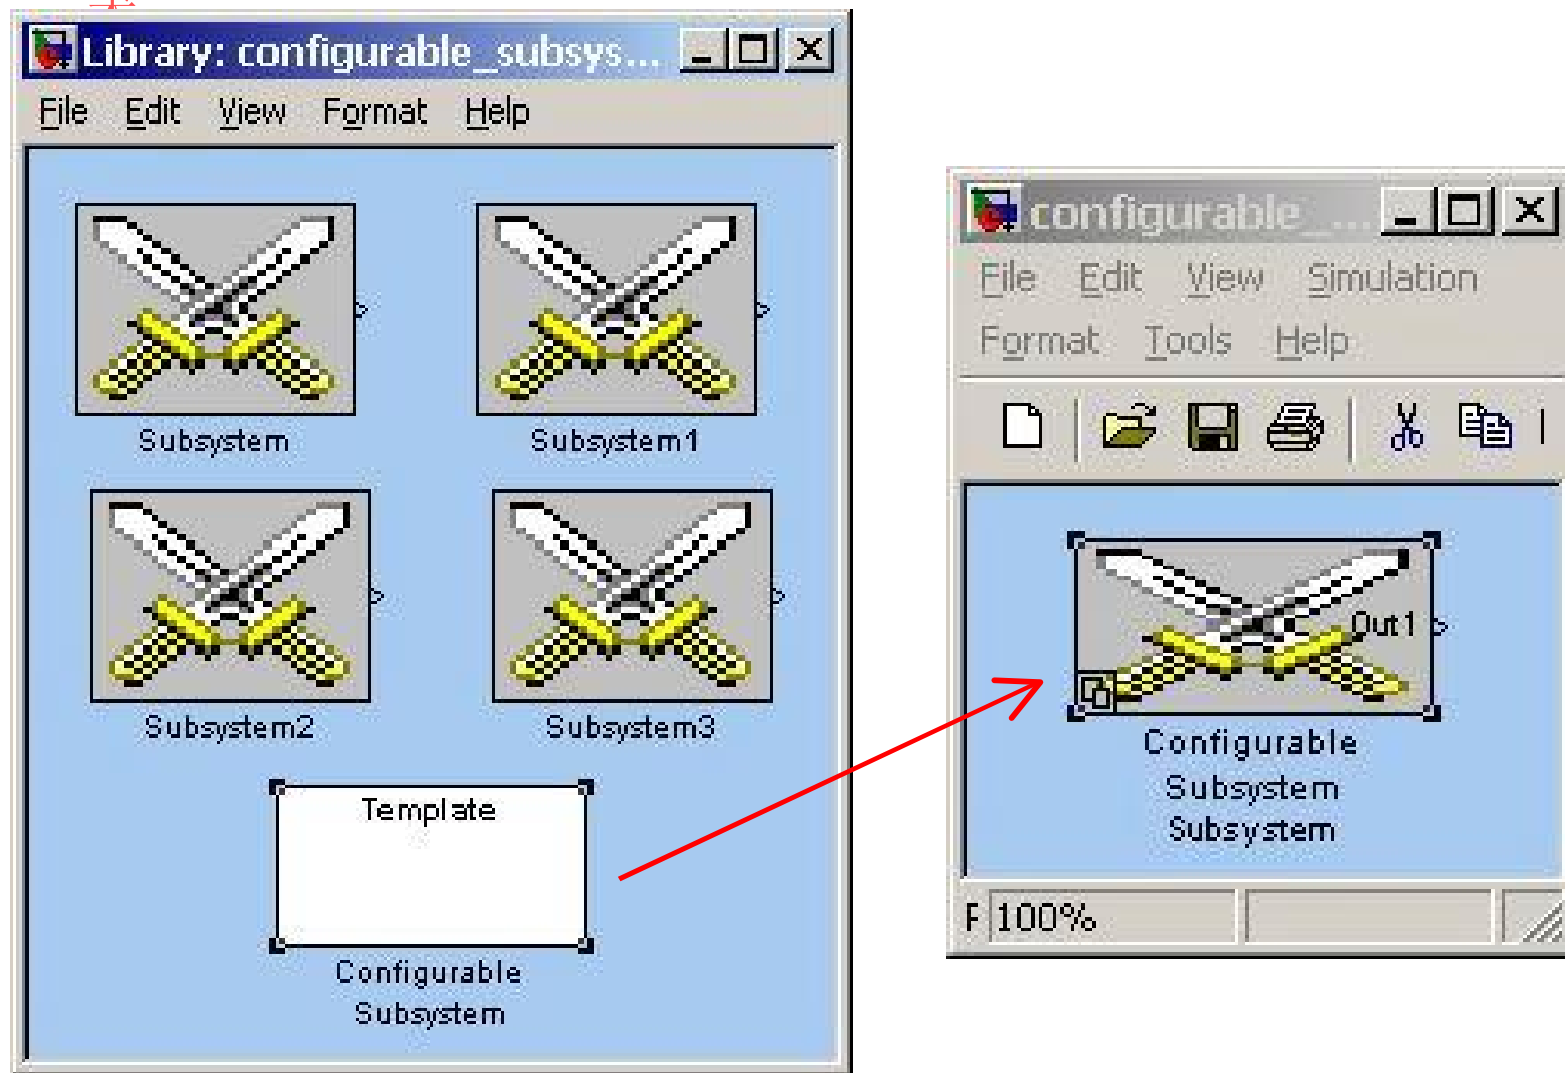 Library: configurable_subsys...
File Edit View Format Help
Subsystem
Subsystem1
Subsystem2
Subsystem3
Template
Configurable
Subsystem
configurable_ ...
File Edit View Simulation
Format Tools Help
Out1
Configurable
Subsystem
Subsystem
100%